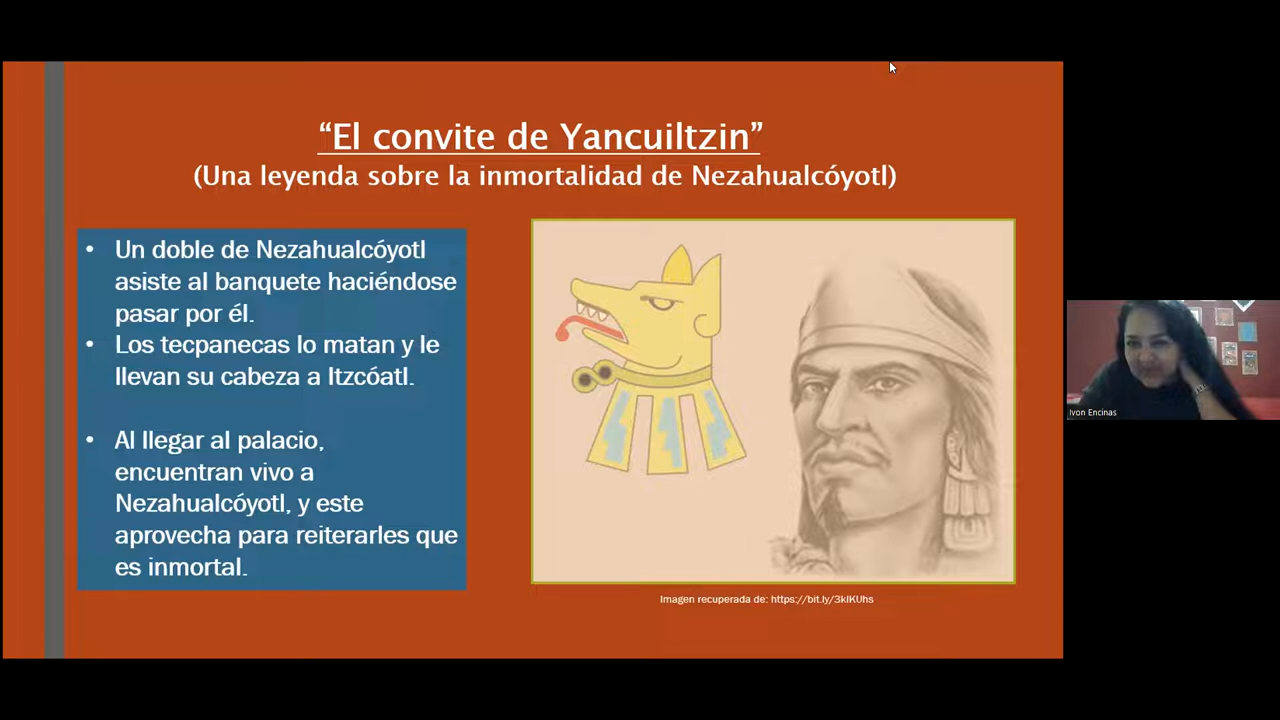 “El convite de Yancuiltzin”
(Una leyenda sobre la inmortalidad de Nezahualcóyotl)
• Un doble de Nezahualcóyotl
asiste al banquete haciéndose
pasar por él.
• Los tecpanecas lo matan y le
llevan su cabeza a Itzcóatl.
• Al llegar al palacio,
encuentran vivo a
Nezahualcóyotl, y este
aprovecha para reiterarles que
es inmortal.
Imagen recuperada de: https://bit.ly/3kIKUhs
Ivon Encinas